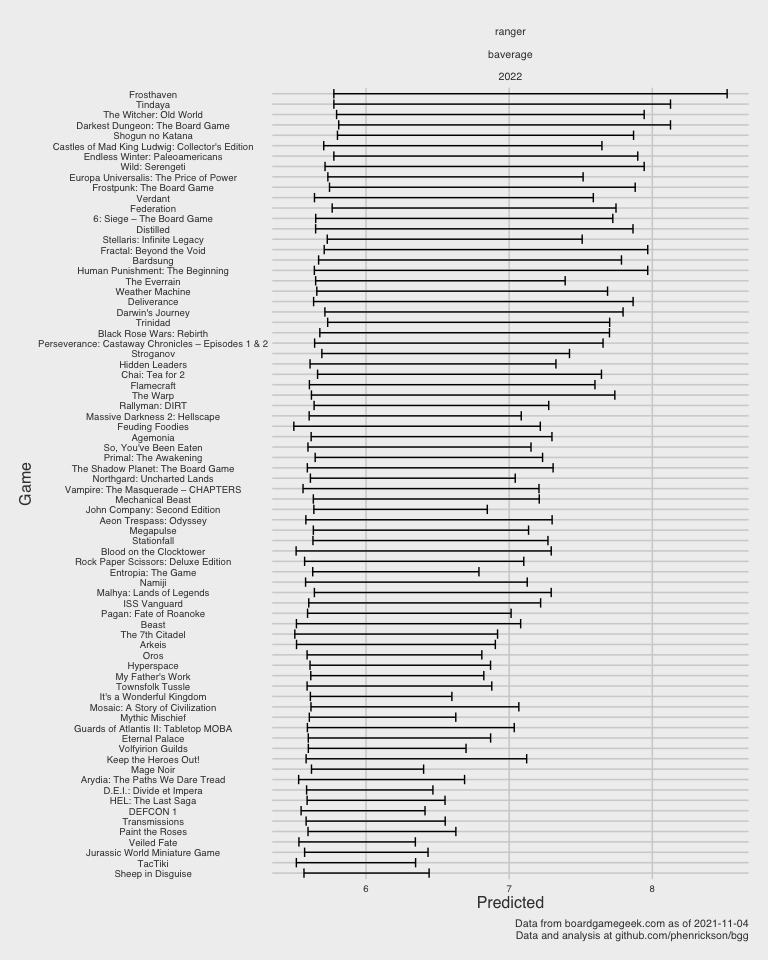 ranger
baverage
2022
Frosthaven
Tindaya
The Witcher: Old World
Darkest Dungeon: The Board Game
Shogun no Katana
Castles of Mad King Ludwig: Collector's Edition
Endless Winter: Paleoamericans
Wild: Serengeti
Europa Universalis: The Price of Power
Frostpunk: The Board Game
Verdant
Federation
6: Siege – The Board Game
Distilled
Stellaris: Infinite Legacy
Fractal: Beyond the Void
Bardsung
Human Punishment: The Beginning
The Everrain
Weather Machine
Deliverance
Darwin's Journey
Trinidad
Black Rose Wars: Rebirth
Perseverance: Castaway Chronicles – Episodes 1 & 2
Stroganov
Hidden Leaders
Chai: Tea for 2
Flamecraft
The Warp
Rallyman: DIRT
Massive Darkness 2: Hellscape
Feuding Foodies
Agemonia
So, You've Been Eaten
Primal: The Awakening
The Shadow Planet: The Board Game
Northgard: Uncharted Lands
Vampire: The Masquerade – CHAPTERS
Mechanical Beast
John Company: Second Edition
Aeon Trespass: Odyssey
Megapulse
Stationfall
Blood on the Clocktower
Rock Paper Scissors: Deluxe Edition
Entropia: The Game
Namiji
Malhya: Lands of Legends
ISS Vanguard
Pagan: Fate of Roanoke
Beast
The 7th Citadel
Arkeis
Oros
Hyperspace
My Father's Work
Townsfolk Tussle
It's a Wonderful Kingdom
Mosaic: A Story of Civilization
Mythic Mischief
Guards of Atlantis II: Tabletop MOBA
Eternal Palace
Volfyirion Guilds
Keep the Heroes Out!
Mage Noir
Arydia: The Paths We Dare Tread
D.E.I.: Divide et Impera
HEL: The Last Saga
DEFCON 1
Transmissions
Paint the Roses
Veiled Fate
Jurassic World Miniature Game
TacTiki
Sheep in Disguise
Game
6 7 8
Predicted
Data from boardgamegeek.com as of 2021-11-04
Data and analysis at github.com/phenrickson/bgg